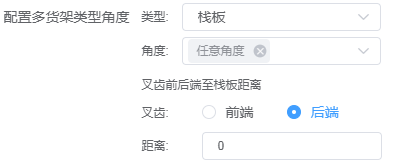 配置多货架类型角度 类型: 栈板
角度: 任意角度
叉齿前后端至栈板距离
叉齿: 前端 后端
距离: 0